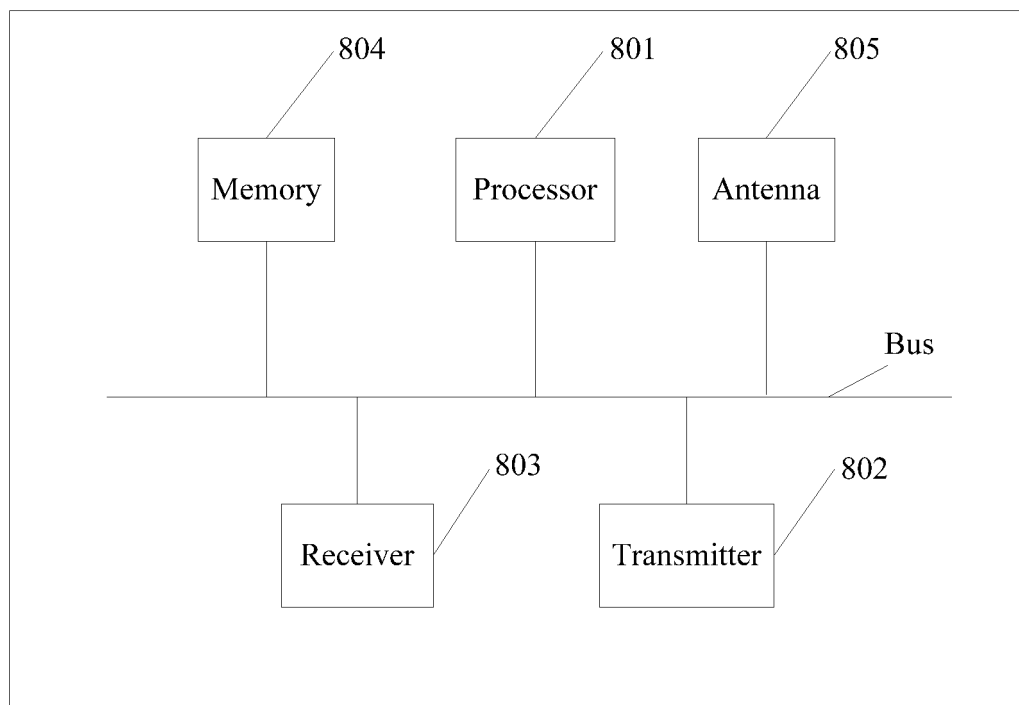 804
801
805
Memory
Processor
Antenna
Bus
803
802
Receiver
Transmitter